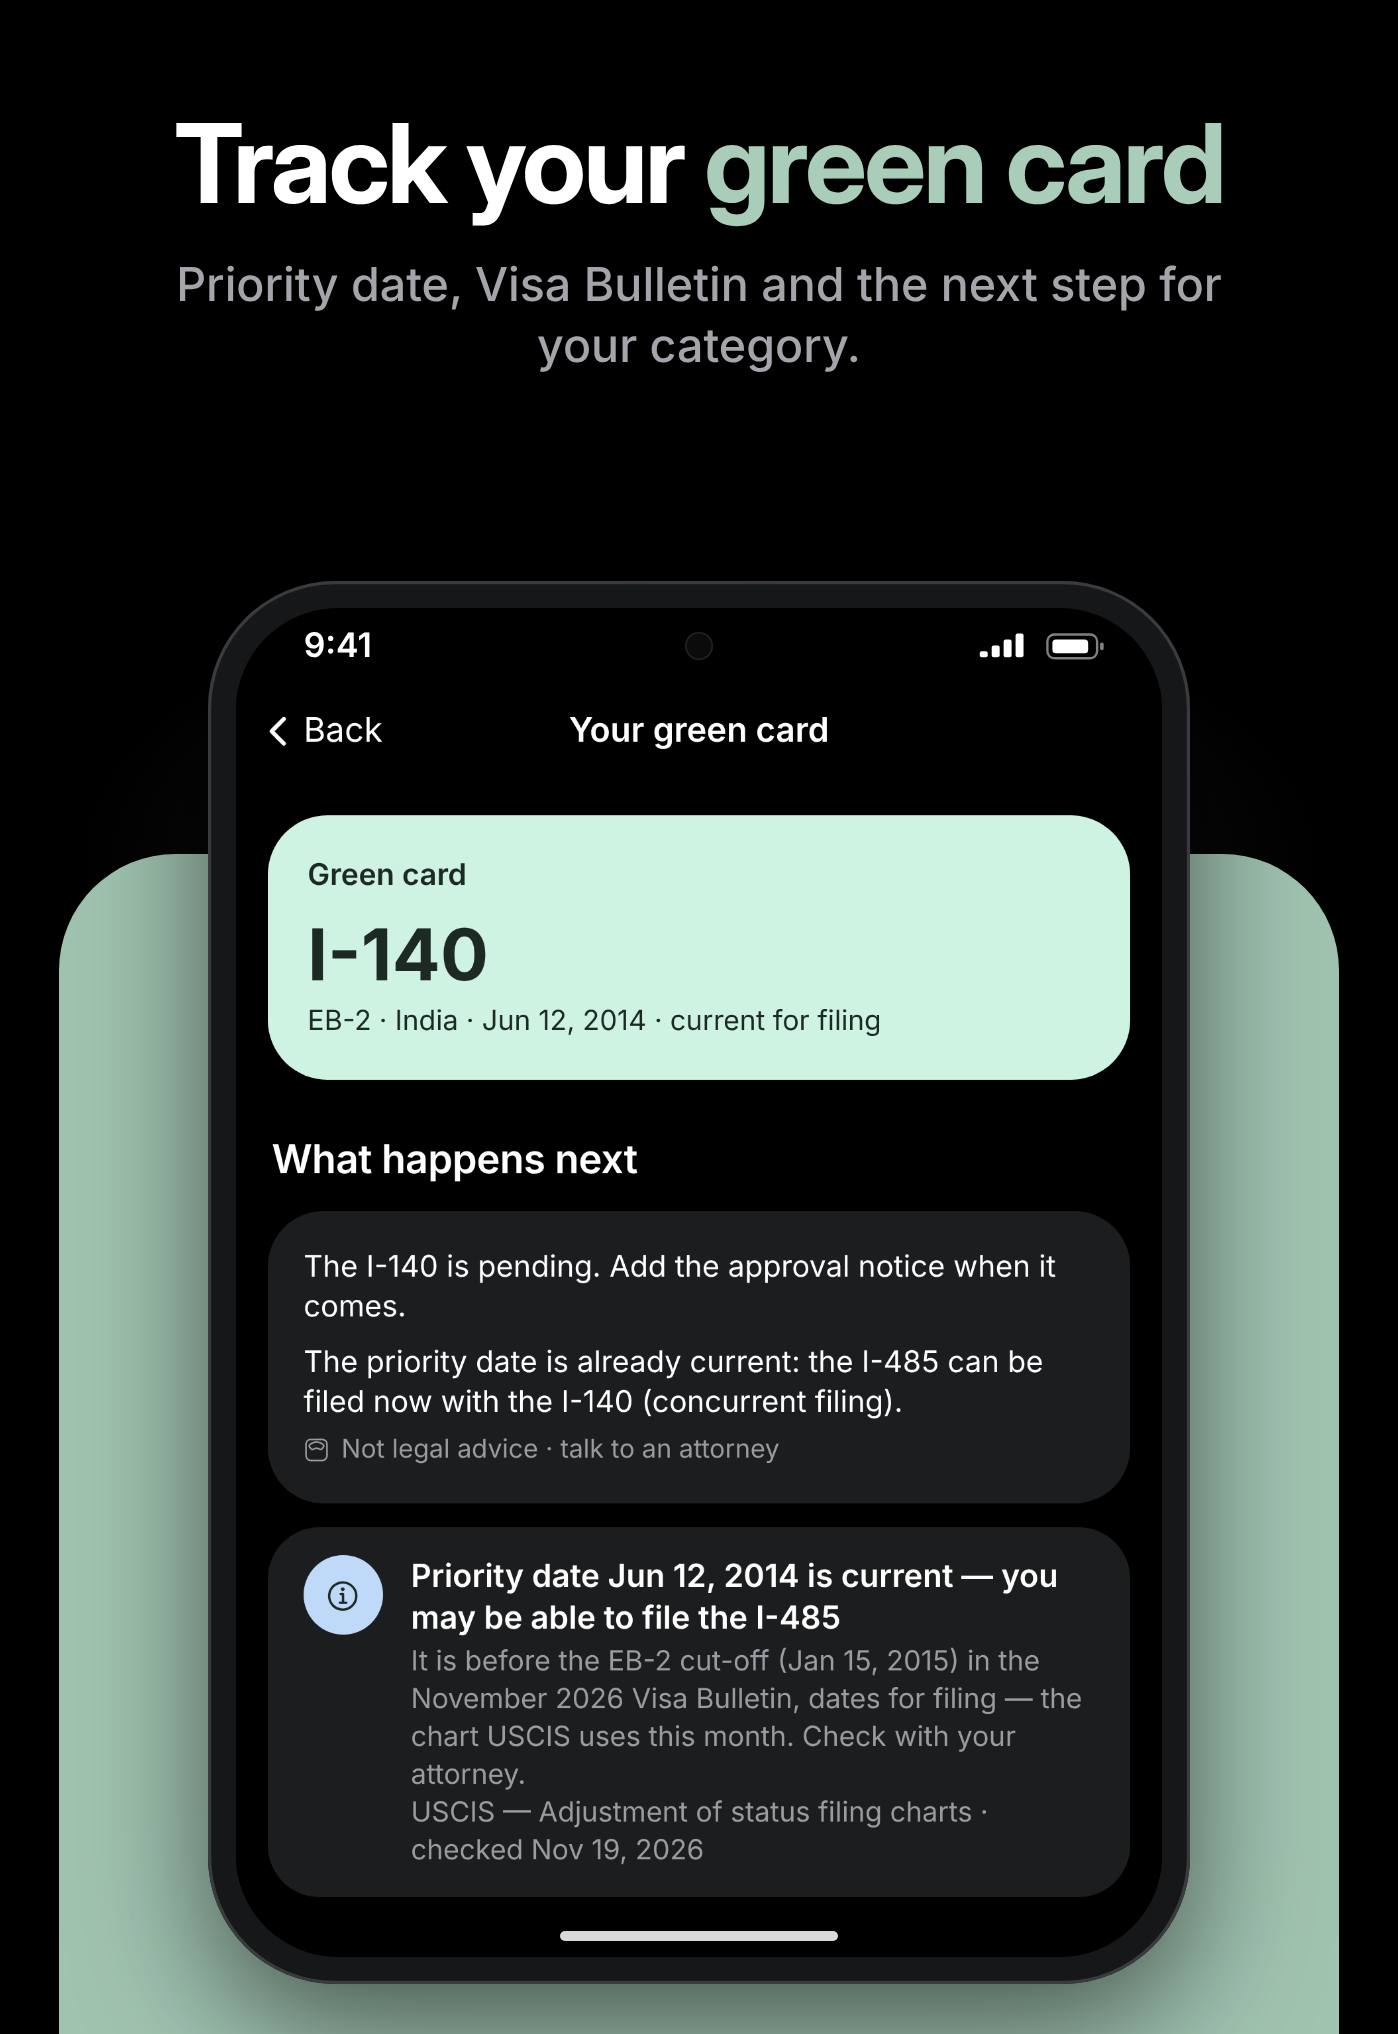 Track your green card
Priority date, Visa Bulletin and the next step for
your category.
9:41
Back
Your green card
Green card
I-140
EB-2 · India · Jun 12, 2014 · current for filing
What happens next
The I-140 is pending. Add the approval notice when it
comes.
The priority date is already current: the I-485 can be
filed now with the I-140 (concurrent filing).
Not legal advice · talk to an attorney
Priority date Jun 12, 2014 is current — you
may be able to file the I-485
It is before the EB-2 cut-off (Jan 15, 2015) in the
November 2026 Visa Bulletin, dates for filing — the
chart USCIS uses this month. Check with your
attorney.
USCIS — Adjustment of status filing charts ·
checked Nov 19, 2026